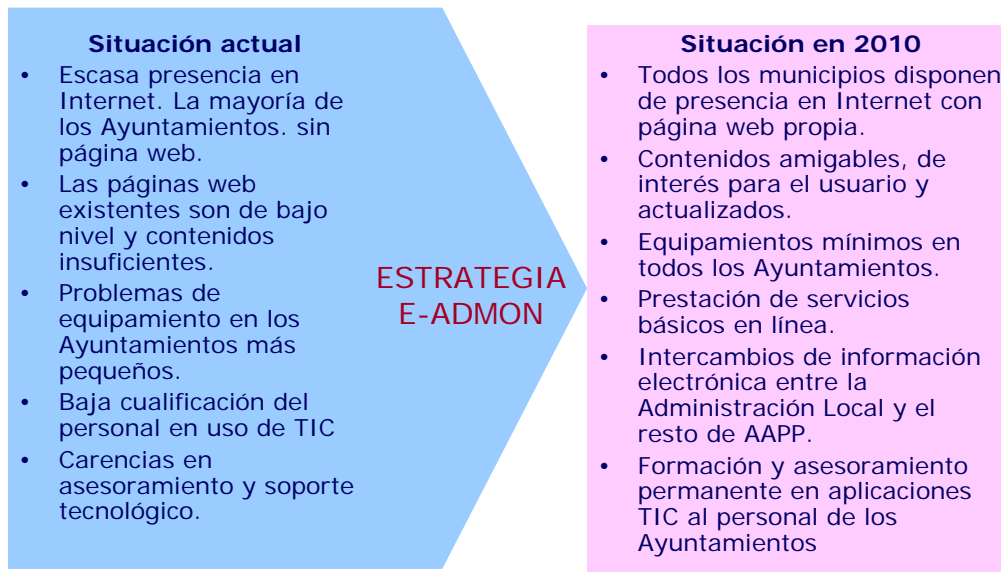 Situación actual
• Escasa presencia en
Internet. La mayoría de
los Ayuntamientos. sin
página web.
• Las páginas web
existentes son de bajo
nivel y contenidos
insuficientes.
• Problemas de
equipamiento en los
Ayuntamientos más
pequeños.
• Baja cualificación del
personal en uso de TIC
• Carencias en
asesoramiento y soporte
tecnológico.
ESTRATEGIA
E-ADMON
Situación en 2010
• Todos los municipios disponen
de presencia en Internet con
página web propia.
• Contenidos amigables, de
interés para el usuario y
actualizados.
• Equipamientos mínimos en
todos los Ayuntamientos.
• Prestación de servicios
básicos en línea.
• Intercambios de información
electrónica entre la
Administración Local y el
resto de AAPP.
• Formación y asesoramiento
permanente en aplicaciones
TIC al personal de los
Ayuntamientos